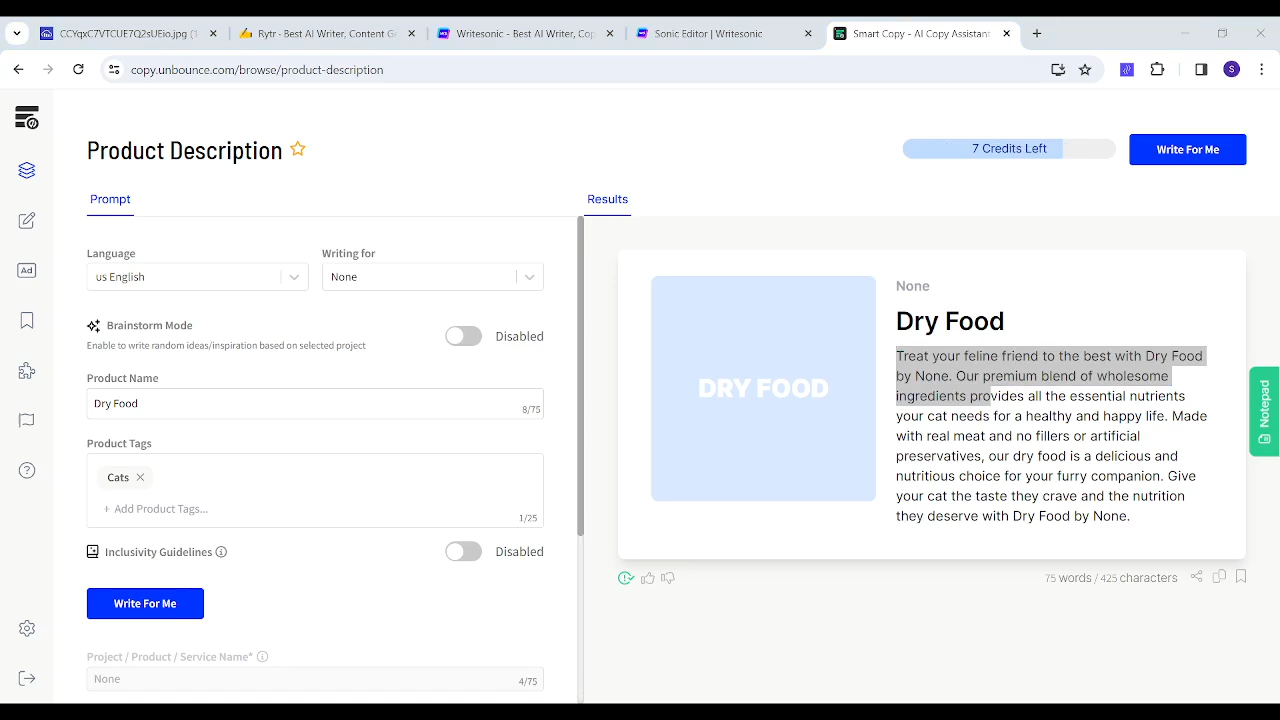 CCYqxC7VTCUEFGFcrUEio.jpg (1
Rytr - Best AI Writer, Content G
Writesonic - Best AI Writer, Cop
Sonic Editor | Writesonic
Smart Copy - AI Copy Assistant
copy.unbounce.com/browse/product-description
S
Product Description
7 Credits Left
Write For Me
Prompt
Results
Language
Writing for
us English
None
Brainstorm Mode
Disabled
Enable to write random ideas/inspiration based on selected project
Product Name
Dry Food
8/75
Product Tags
Cats
+ Add Product Tags...
1/25
Inclusivity Guidelines
Disabled
Write For Me
Project / Product / Service Name*
None
4/75
Ad
DRY FOOD
None
Dry Food
Treat your feline friend to the best with Dry Food
by None. Our premium blend of wholesome
ingredients provides all the essential nutrients
your cat needs for a healthy and happy life. Made
with real meat and no fillers or artificial
preservatives, our dry food is a delicious and
nutritious choice for your furry companion. Give
your cat the taste they crave and the nutrition
they deserve with Dry Food by None.
75 words / 425 characters
Notepad